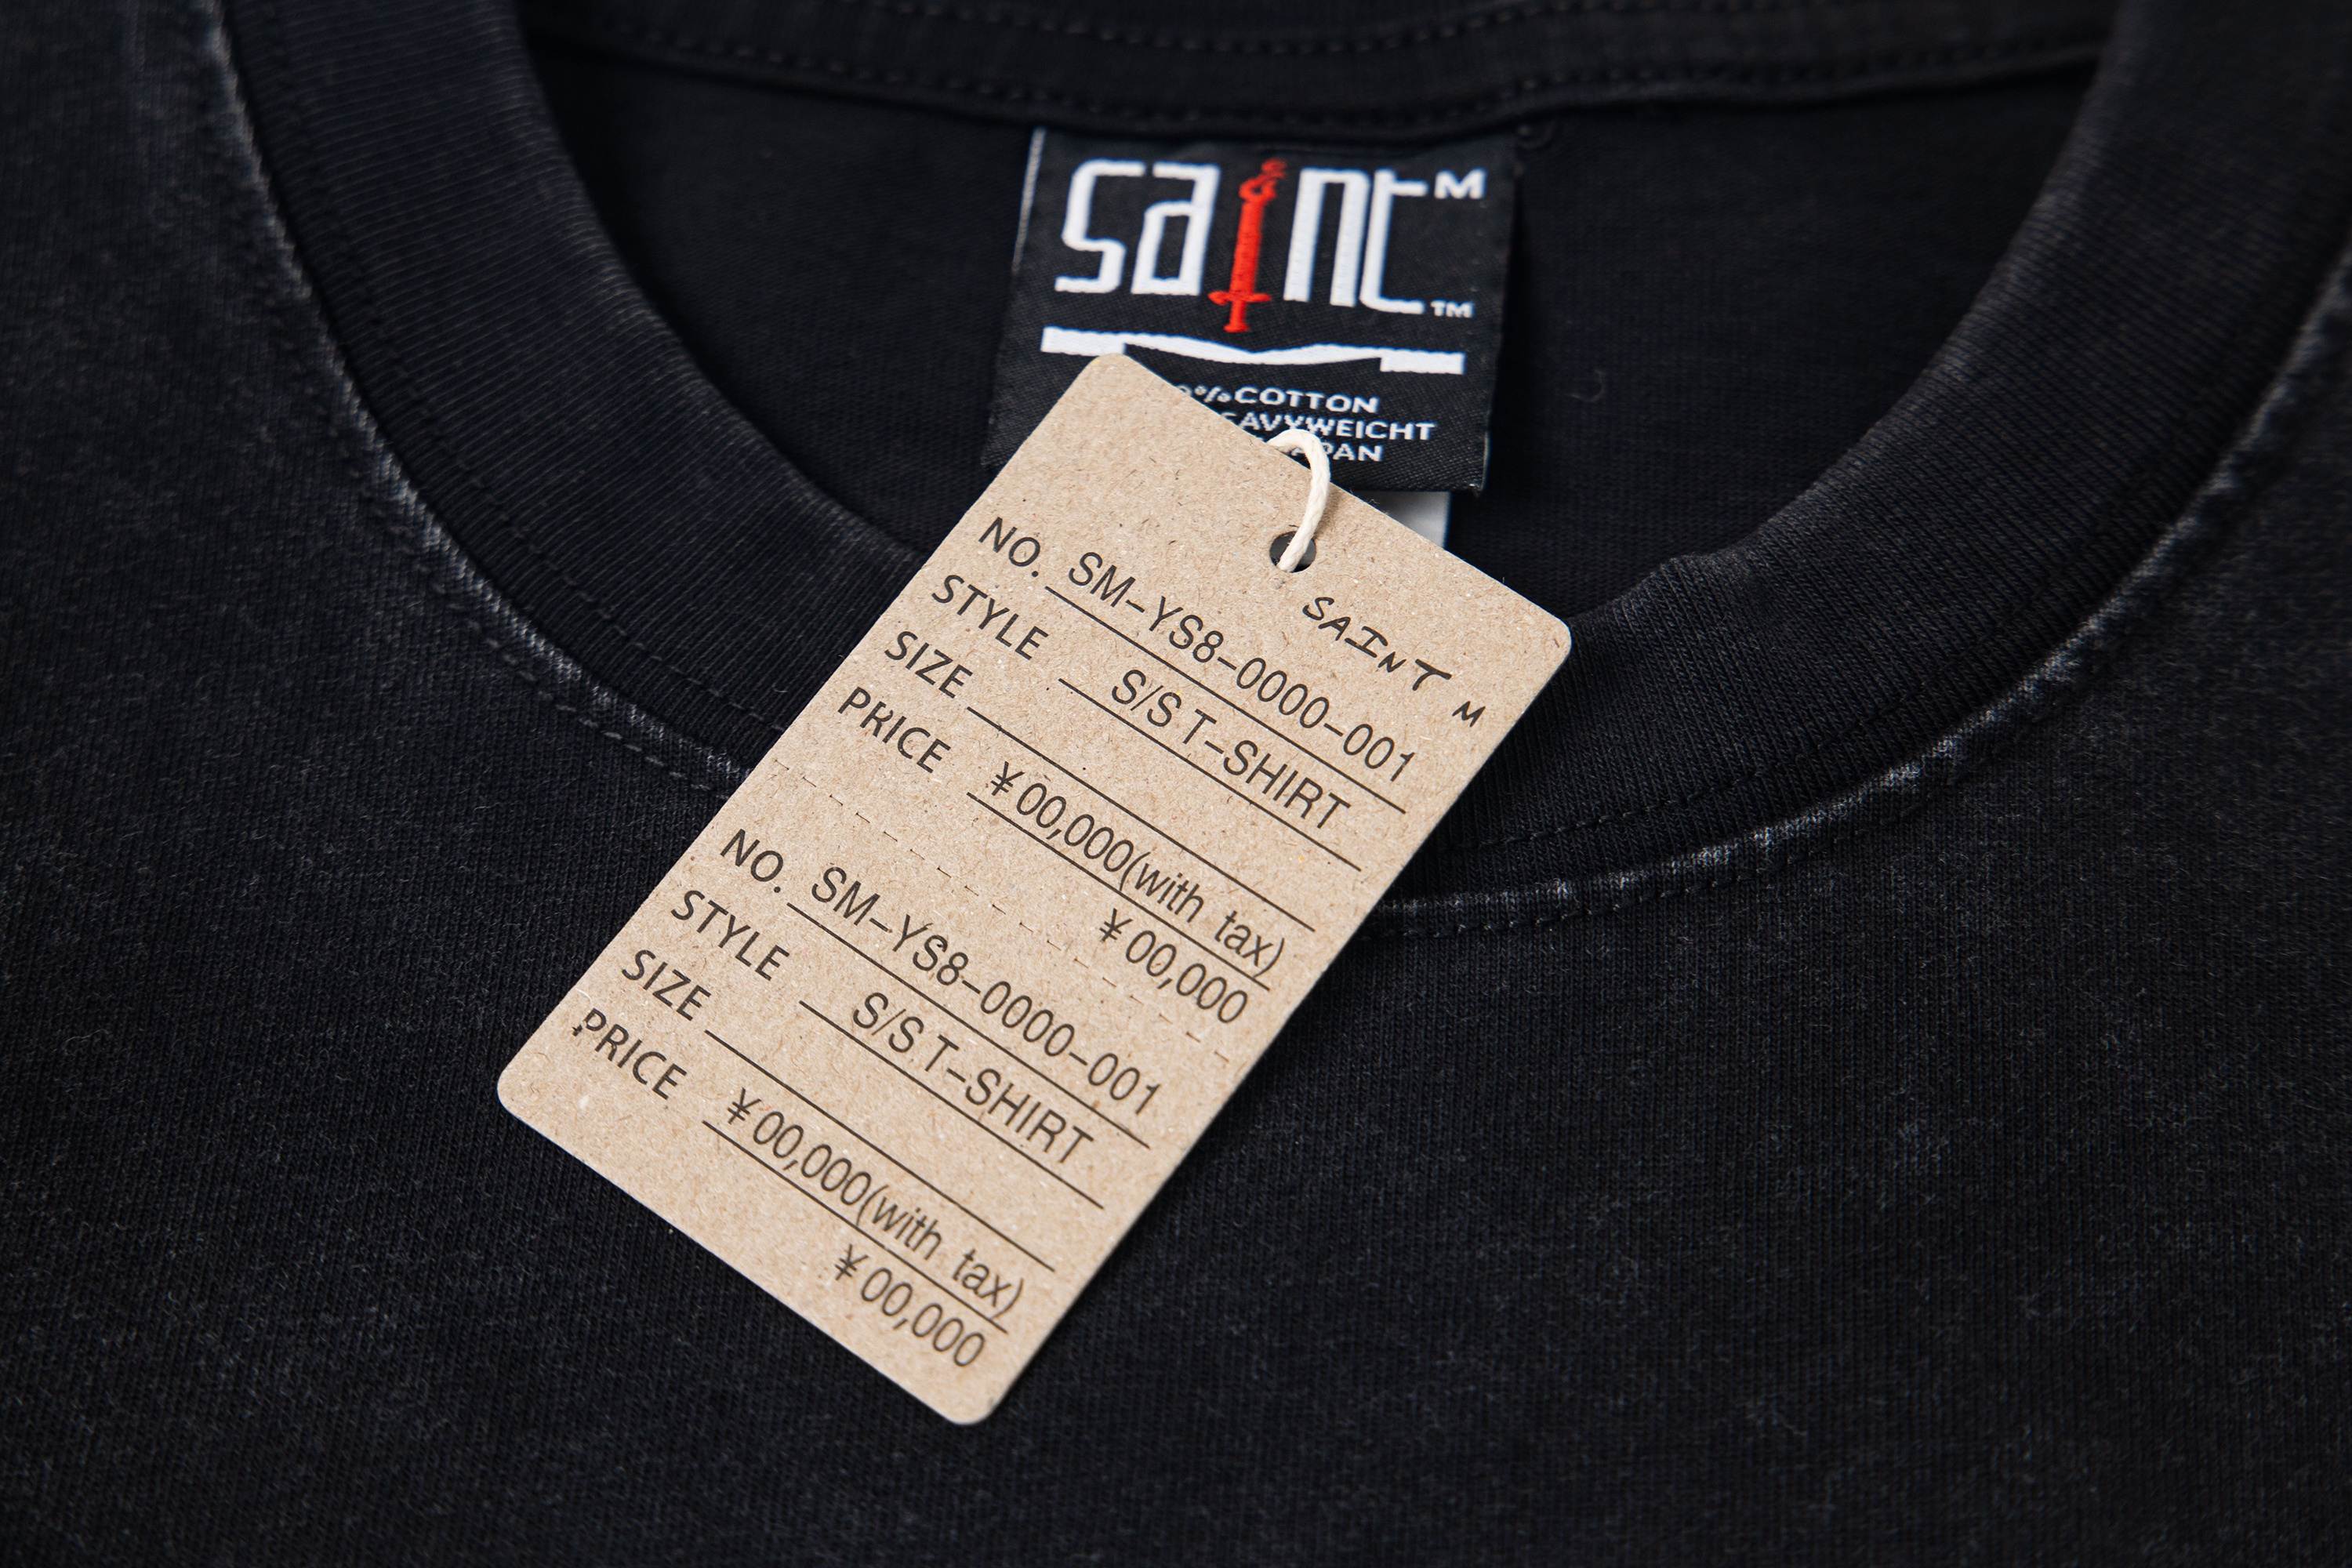 saint M
TM
COTTON
PAN
SAINT M
NO. SM-YS8-0000-001
STYLE S/S T-SHIRT
SIZE
PRICE ¥00,000(with tax)
¥00,000
NO. SM-YS8-0000-001
STYLE S/S T-SHIRT
SIZE
PRICE ¥00,000(with tax)
¥00,000